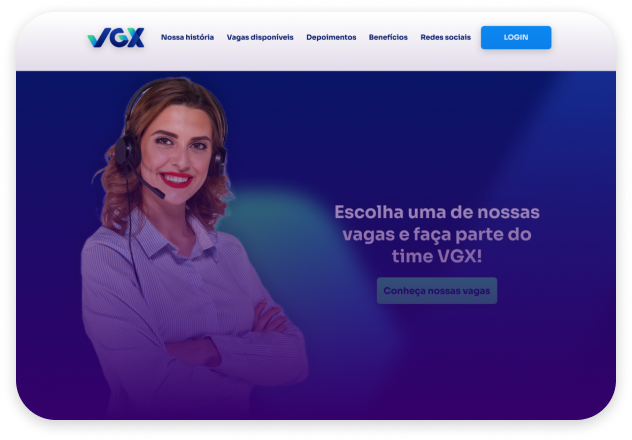 VGX
Nossa história
Vagas disponíveis
Depoimentos
Benefícios
Redes sociais
LOGIN
Escolha uma de nossas
vagas e faça parte do
time VGX!
Conheça nossas vagas